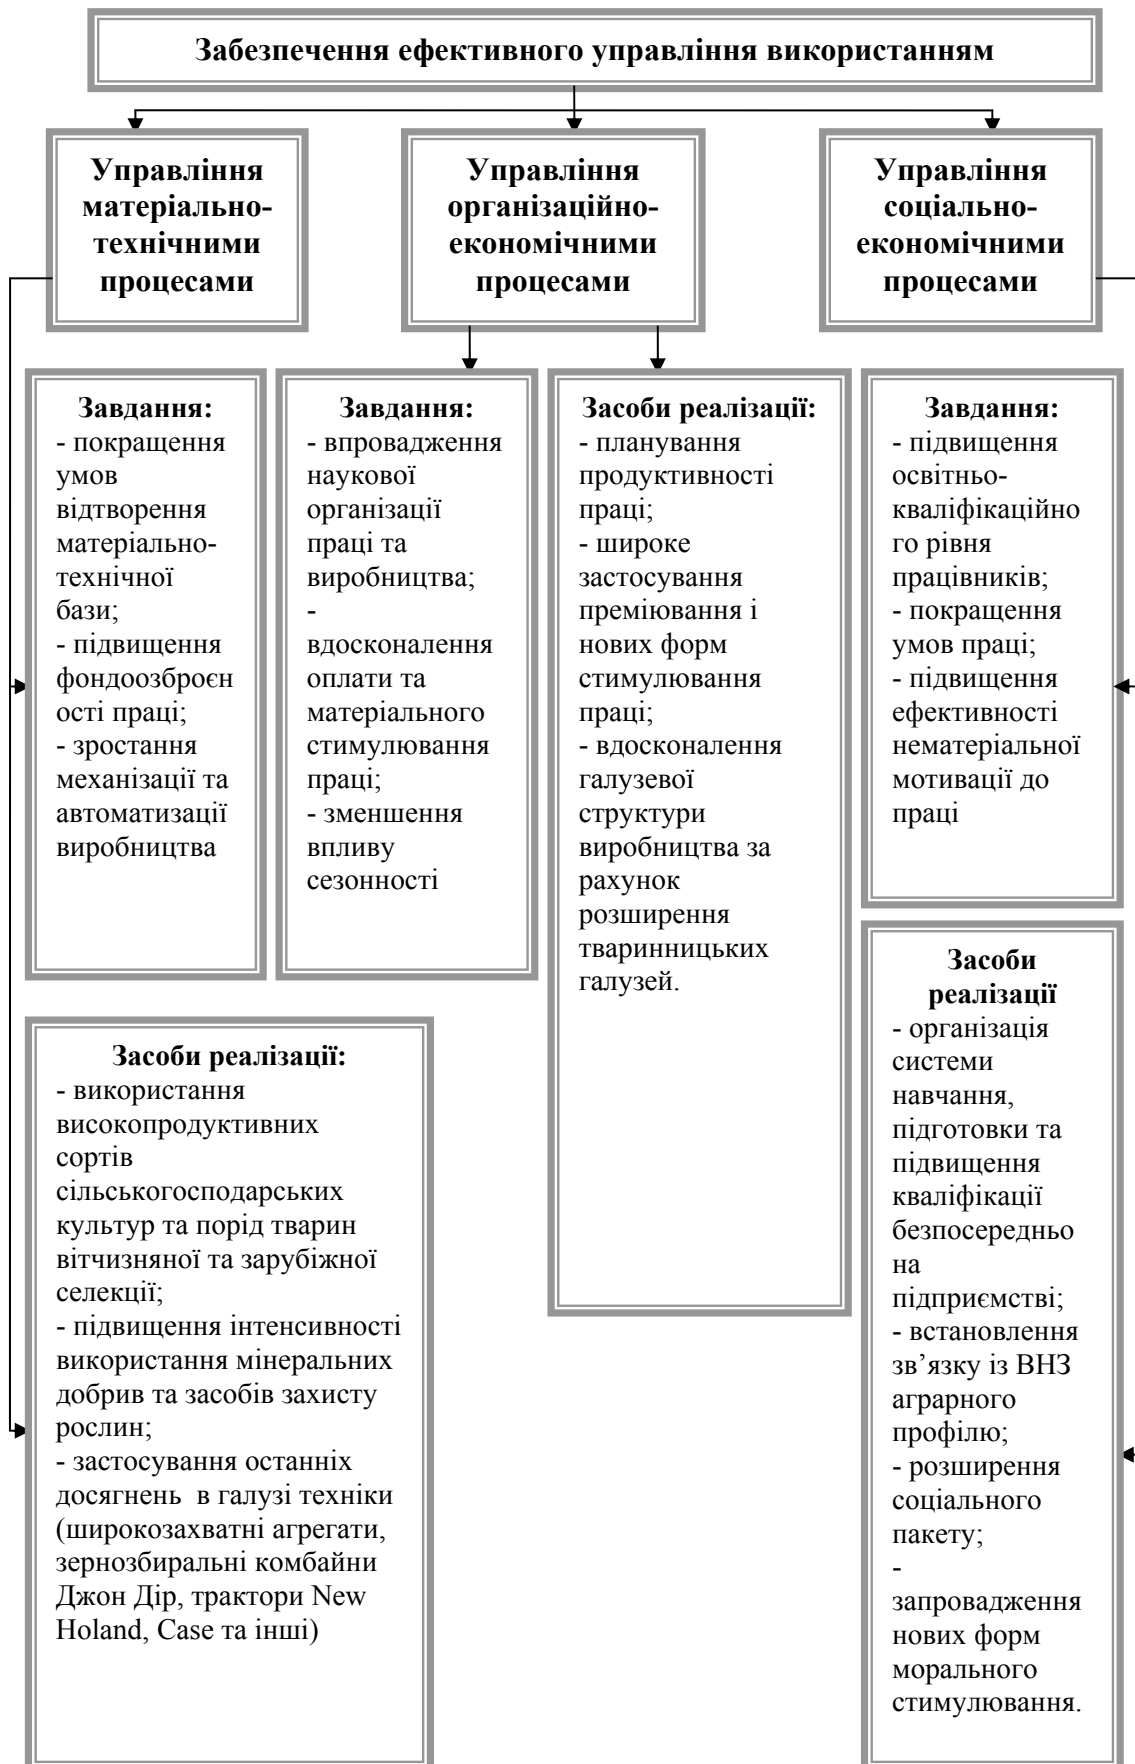 Забезпечення ефективного управління використанням
Управління
матеріально-
технічними
процесами
Управління
організаційно-
економічними
процесами
Управління
соціально-
економічними
процесами
Завдання:
- покращення
умов
відтворення
матеріально-
технічної
бази;
- підвищення
фондоозброєн
ості праці;
- зростання
механізації та
автоматизації
виробництва
Завдання:
- впровадження
наукової
організації
праці та
виробництва;
-
вдосконалення
оплати та
матеріального
стимулювання
праці;
- зменшення
впливу
сезонності
Засоби реалізації:
- планування
продуктивності
праці;
- широке
застосування
преміювання і
нових форм
стимулювання
праці;
- вдосконалення
галузевої
структури
виробництва за
рахунок
розширення
тваринницьких
галузей.
Завдання:
- підвищення
освітньо-
кваліфікаційно
го рівня
працівників;
- покращення
умов праці;
- підвищення
ефективності
нематеріальної
мотивації до
праці
Засоби реалізації:
- використання
високопродуктивних
сортів
сільськогосподарських
культур та порід тварин
вітчизняної та зарубіжної
селекції;
- підвищення інтенсивності
використання мінеральних
добрив та засобів захисту
рослин;
- застосування останніх
досягнень  в галузі техніки
(широкозахватні агрегати,
зернозбиральні комбайни
Джон Дір, трактори New
Holand, Case та інші)
Засоби
реалізації
- організація
системи
навчання,
підготовки та
підвищення
кваліфікації
безпосередньо
на
підприємстві;
- встановлення
зв’язку із ВНЗ
аграрного
профілю;
- розширення
соціального
пакету;
-
запровадження
нових форм
морального
стимулювання.